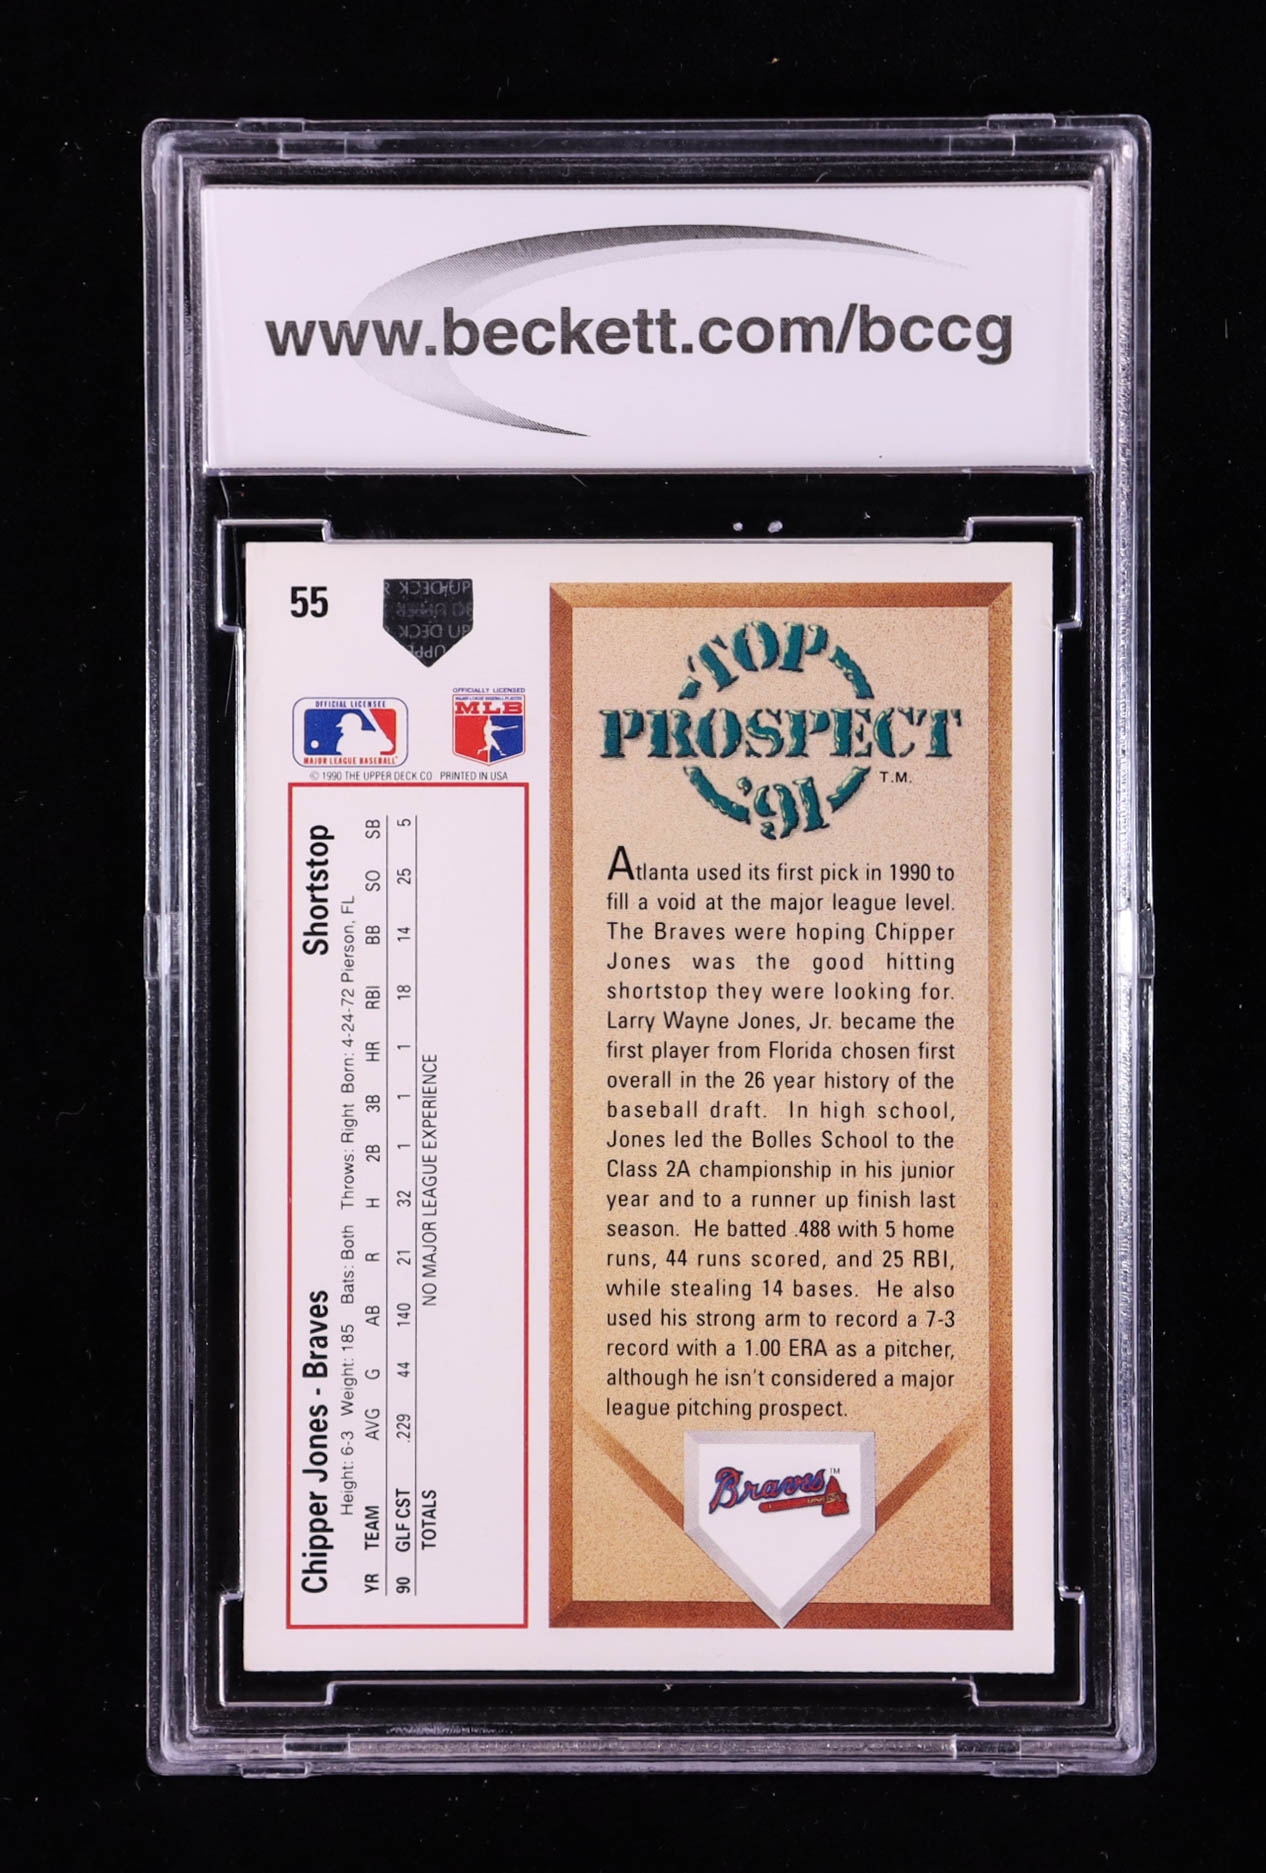 www.beckett.com/bccg
55
UPPER DECK
OFFICIAL LICENSEE
MAJOR LEAGUE BASEBALL
OFFICIALLY LICENSED
MAJOR LEAGUE BASEBALL PLAYERS
MLB
© 1990 THE UPPER DECK CO. PRINTED IN USA
Chipper Jones - Braves Shortstop
Height: 6-3 Weight: 185 Bats: Both Throws: Right Born: 4-24-72 Pierson, FL
YR TEAM AVG G AB R H 2B 3B HR RBI BB SO SB
90 GLF CST .229 44 140 21 32 1 1 1 18 14 25 5
TOTALS NO MAJOR LEAGUE EXPERIENCE
TOP
PROSPECT
'91 T.M.
Atlanta used its first pick in 1990 to
fill a void at the major league level.
The Braves were hoping Chipper
Jones was the good hitting
shortstop they were looking for.
Larry Wayne Jones, Jr. became the
first player from Florida chosen first
overall in the 26 year history of the
baseball draft. In high school,
Jones led the Bolles School to the
Class 2A championship in his junior
year and to a runner up finish last
season. He batted .488 with 5 home
runs, 44 runs scored, and 25 RBI,
while stealing 14 bases. He also
used his strong arm to record a 7-3
record with a 1.00 ERA as a pitcher,
although he isn't considered a major
league pitching prospect.
Braves™